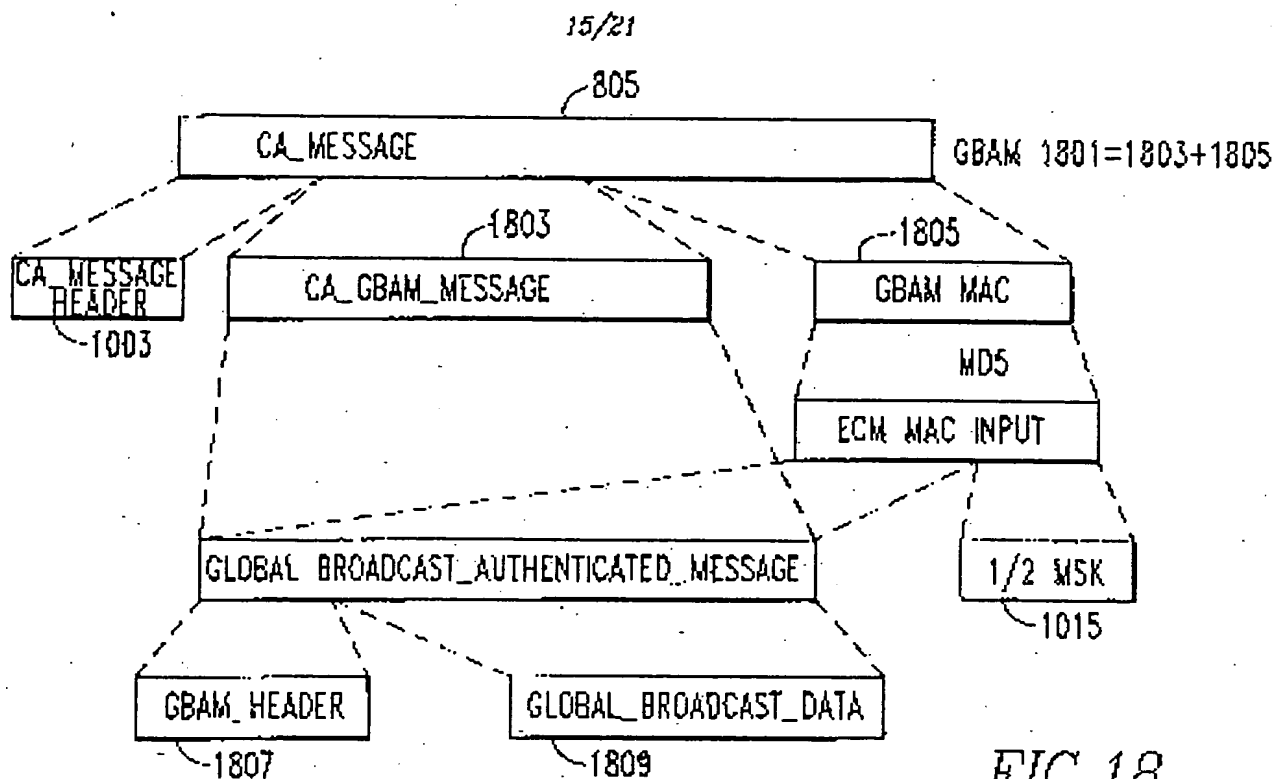 15/21
805
CA_MESSAGE
GBAM 1801=1803+1805
1803
1805
CA_MESSAGE
HEADER
CA_GBAM_MESSAGE
GBAM MAC
1003
MD5
ECM MAC INPUT
GLOBAL BROADCAST_AUTHENTICATED_MESSAGE
1/2 MSK
1015
GBAM_HEADER
GLOBAL_BROADCAST_DATA
1807
1809
FIG. 18